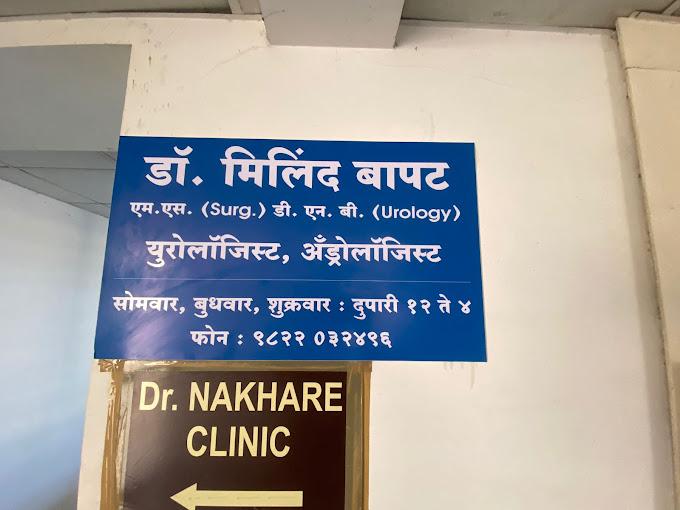 डॉ. मिलिंद बापट
एम.एस. (Surg.) डी. एन. बी. (Urology)
युरोलॉजिस्ट, अँड्रोलॉजिस्ट
सोमवार, बुधवार, शुक्रवार : दुपारी १२ ते ४
फोन : ९८२२ ०३२४९६
Dr. NAKHARE
CLINIC